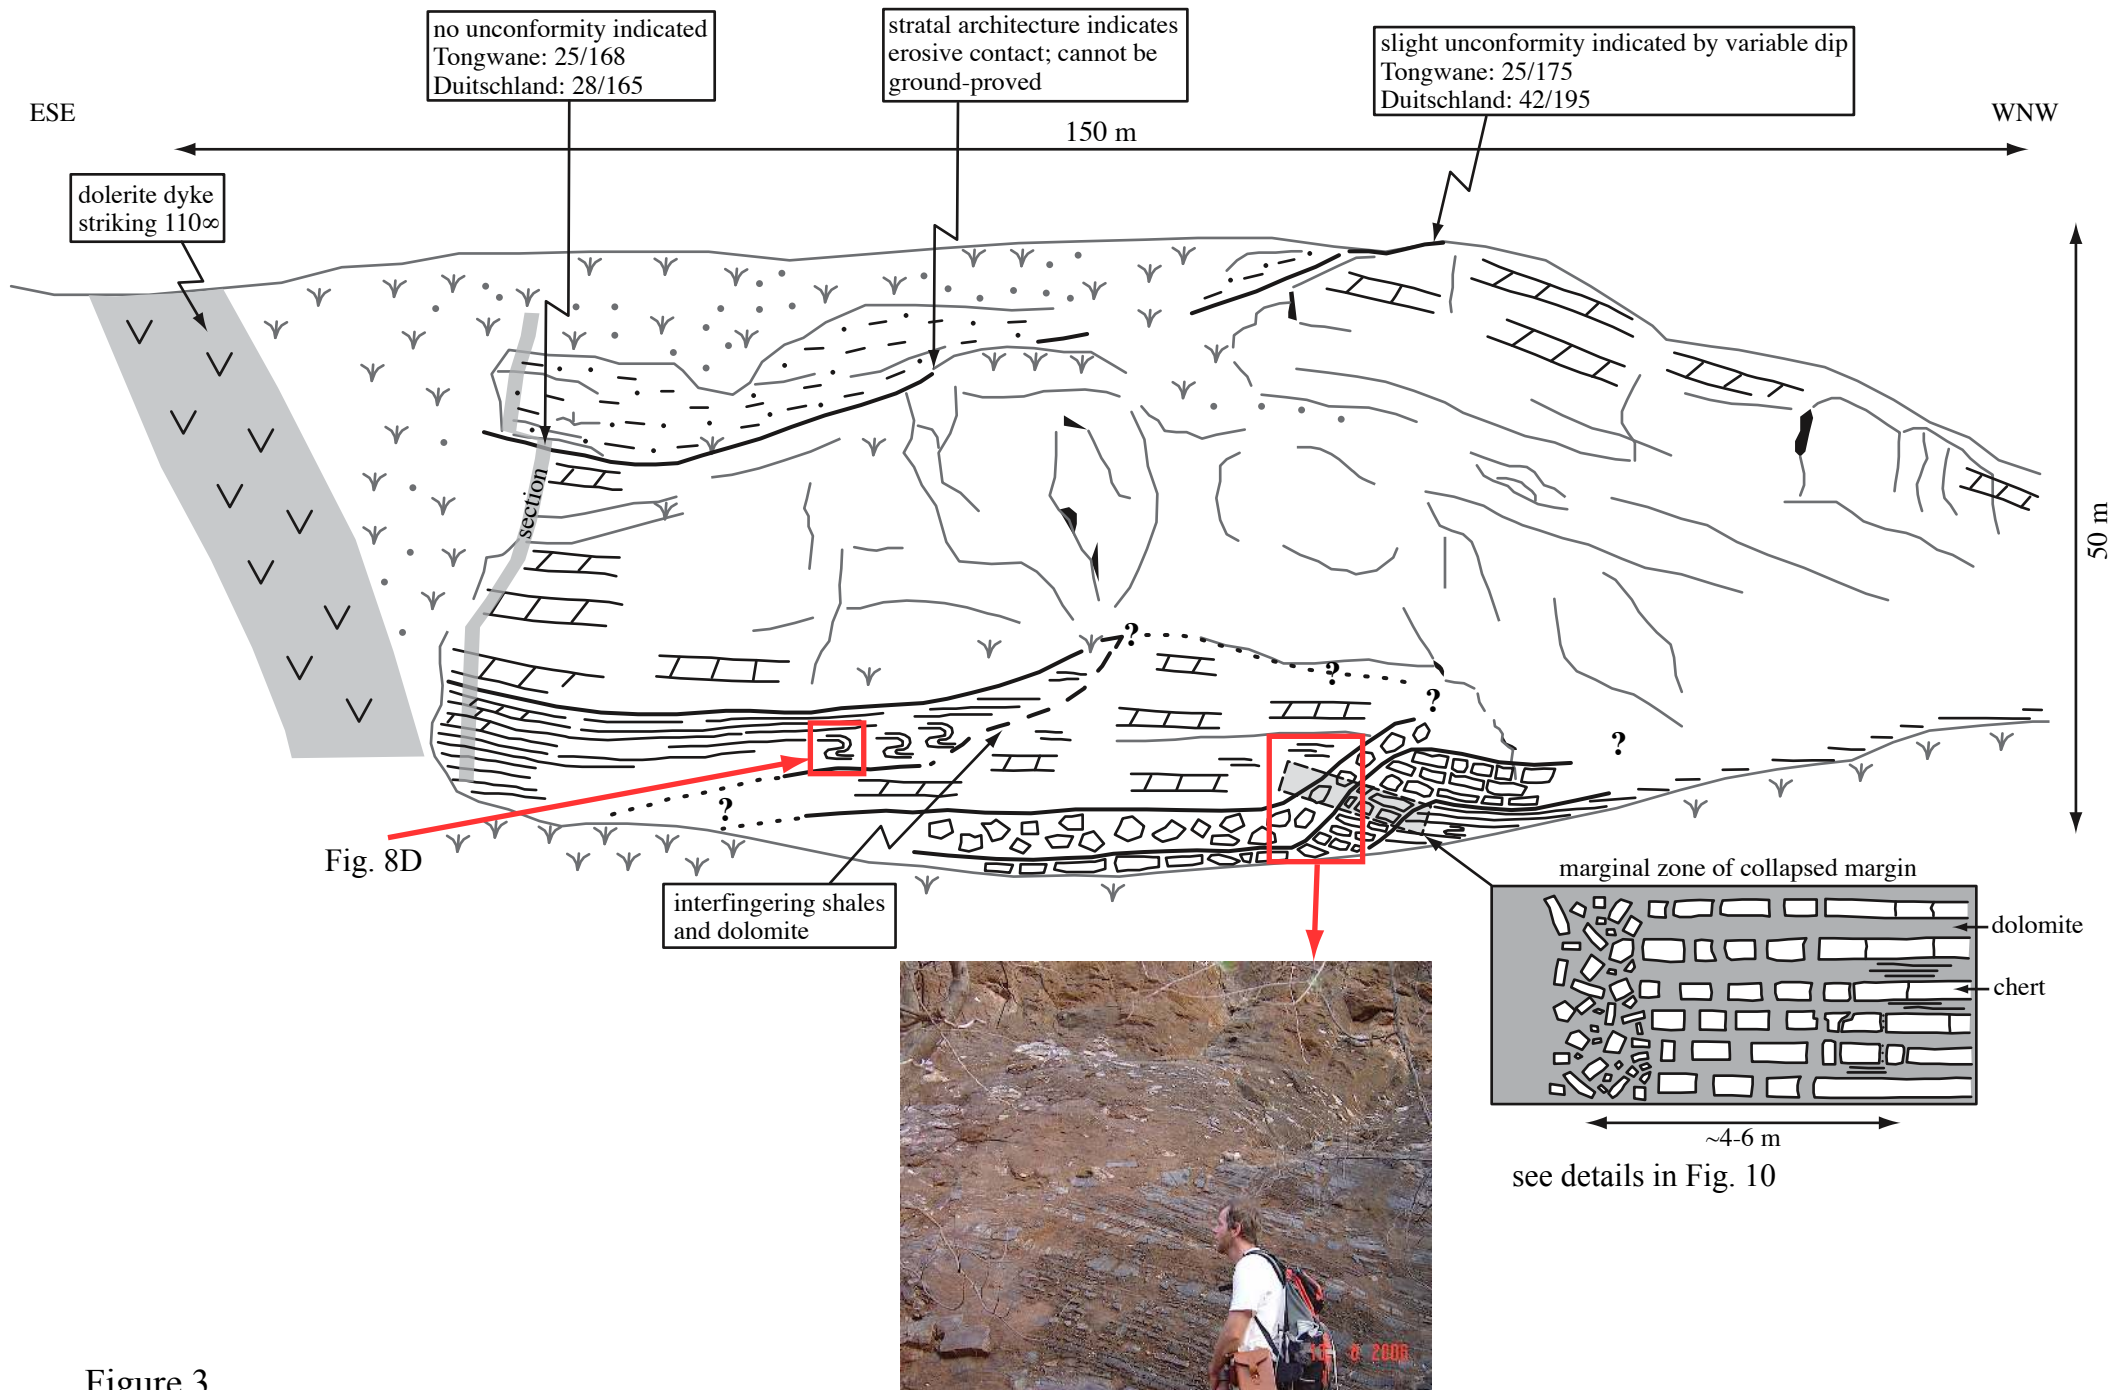 no unconformity indicated
Tongwane: 25/168
Duitschland: 28/165
stratal architecture indicates
erosive contact; cannot be
ground-proved
slight unconformity indicated by variable dip
Tongwane: 25/175
Duitschland: 42/195
ESE
WNW
150 m
dolerite dyke
striking 110∞
section
50 m
?
?
?
?
?
Fig. 8D
interfingering shales
and dolomite
marginal zone of collapsed margin
dolomite
chert
~4-6 m
see details in Fig. 10
Figure 3